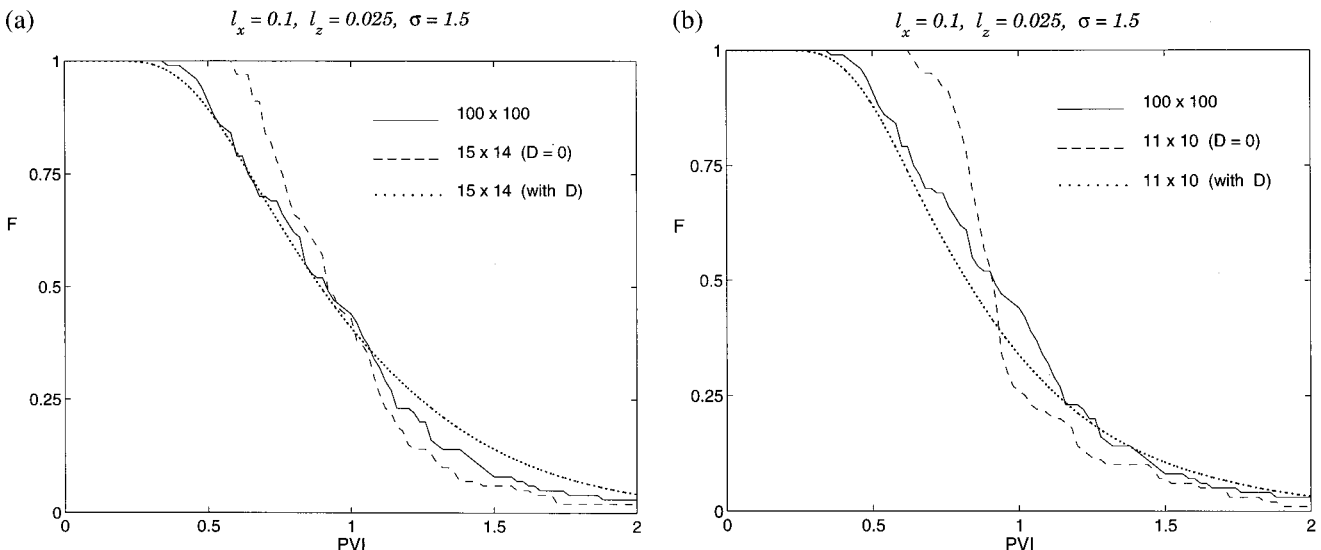 (a)
l_x = 0.1, l_z = 0.025, σ = 1.5
1
0.75
F
0.5
0.25
0
0
0.5
1
1.5
2
PVI
100 x 100
15 x 14 (D = 0)
15 x 14 (with D)
(b)
l_x = 0.1, l_z = 0.025, σ = 1.5
1
0.75
F
0.5
0.25
0
0
0.5
1
1.5
2
PVI
100 x 100
11 x 10 (D = 0)
11 x 10 (with D)